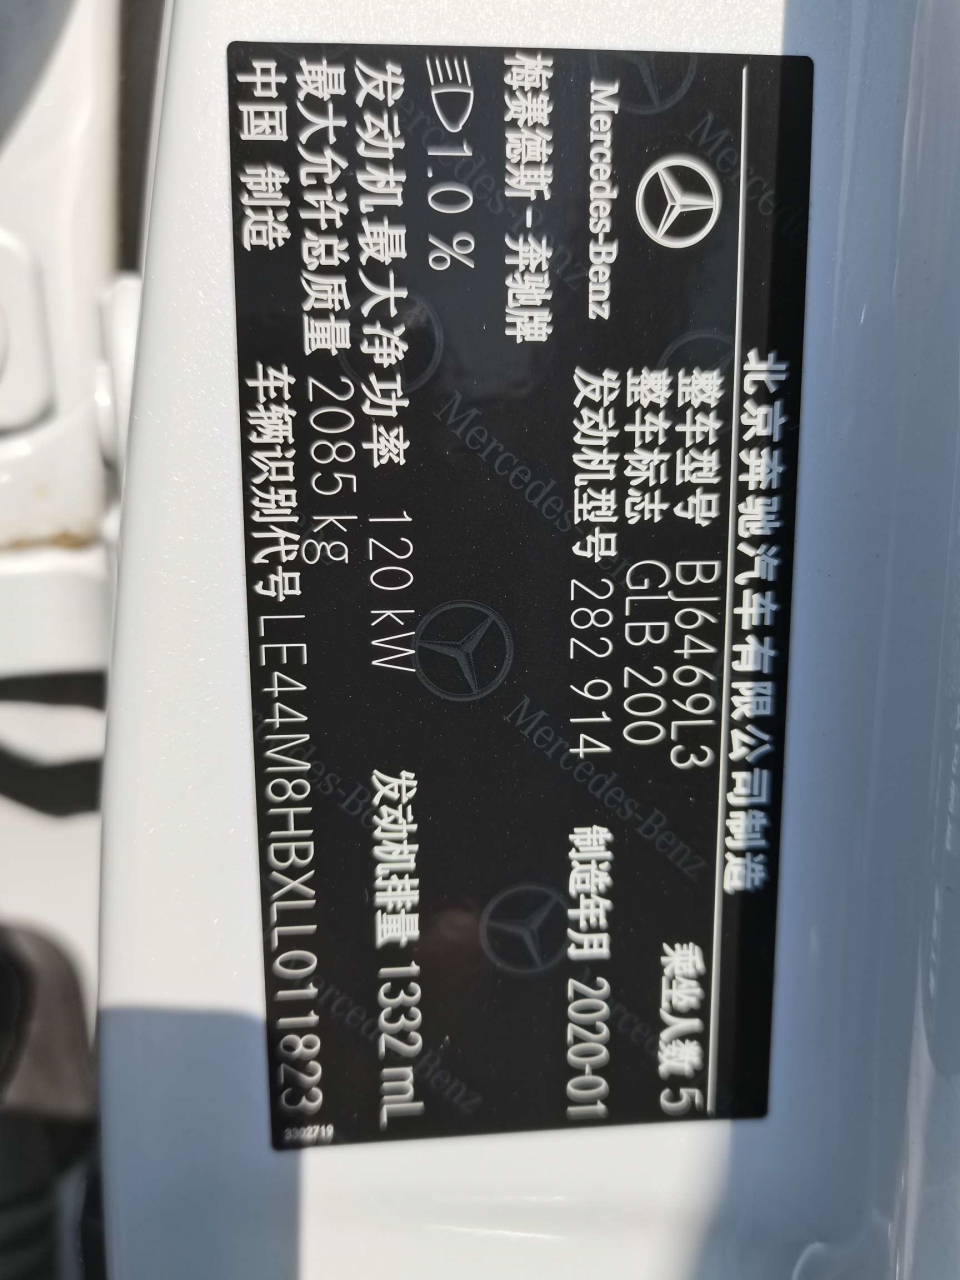 北京奔驰汽车有限公司制造
整车型号 BJ6469L3 乘坐人数 5
整车标志 GLB 200
Mercedes-Benz 发动机型号 282 914 制造年月 2020-01
梅赛德斯-奔驰牌
1.0 %
发动机最大净功率 120 kW 发动机排量 1332 mL
最大允许总质量 2085 kg
中国 制造 车辆识别代号 LE44M8HBXLL011823
3302719